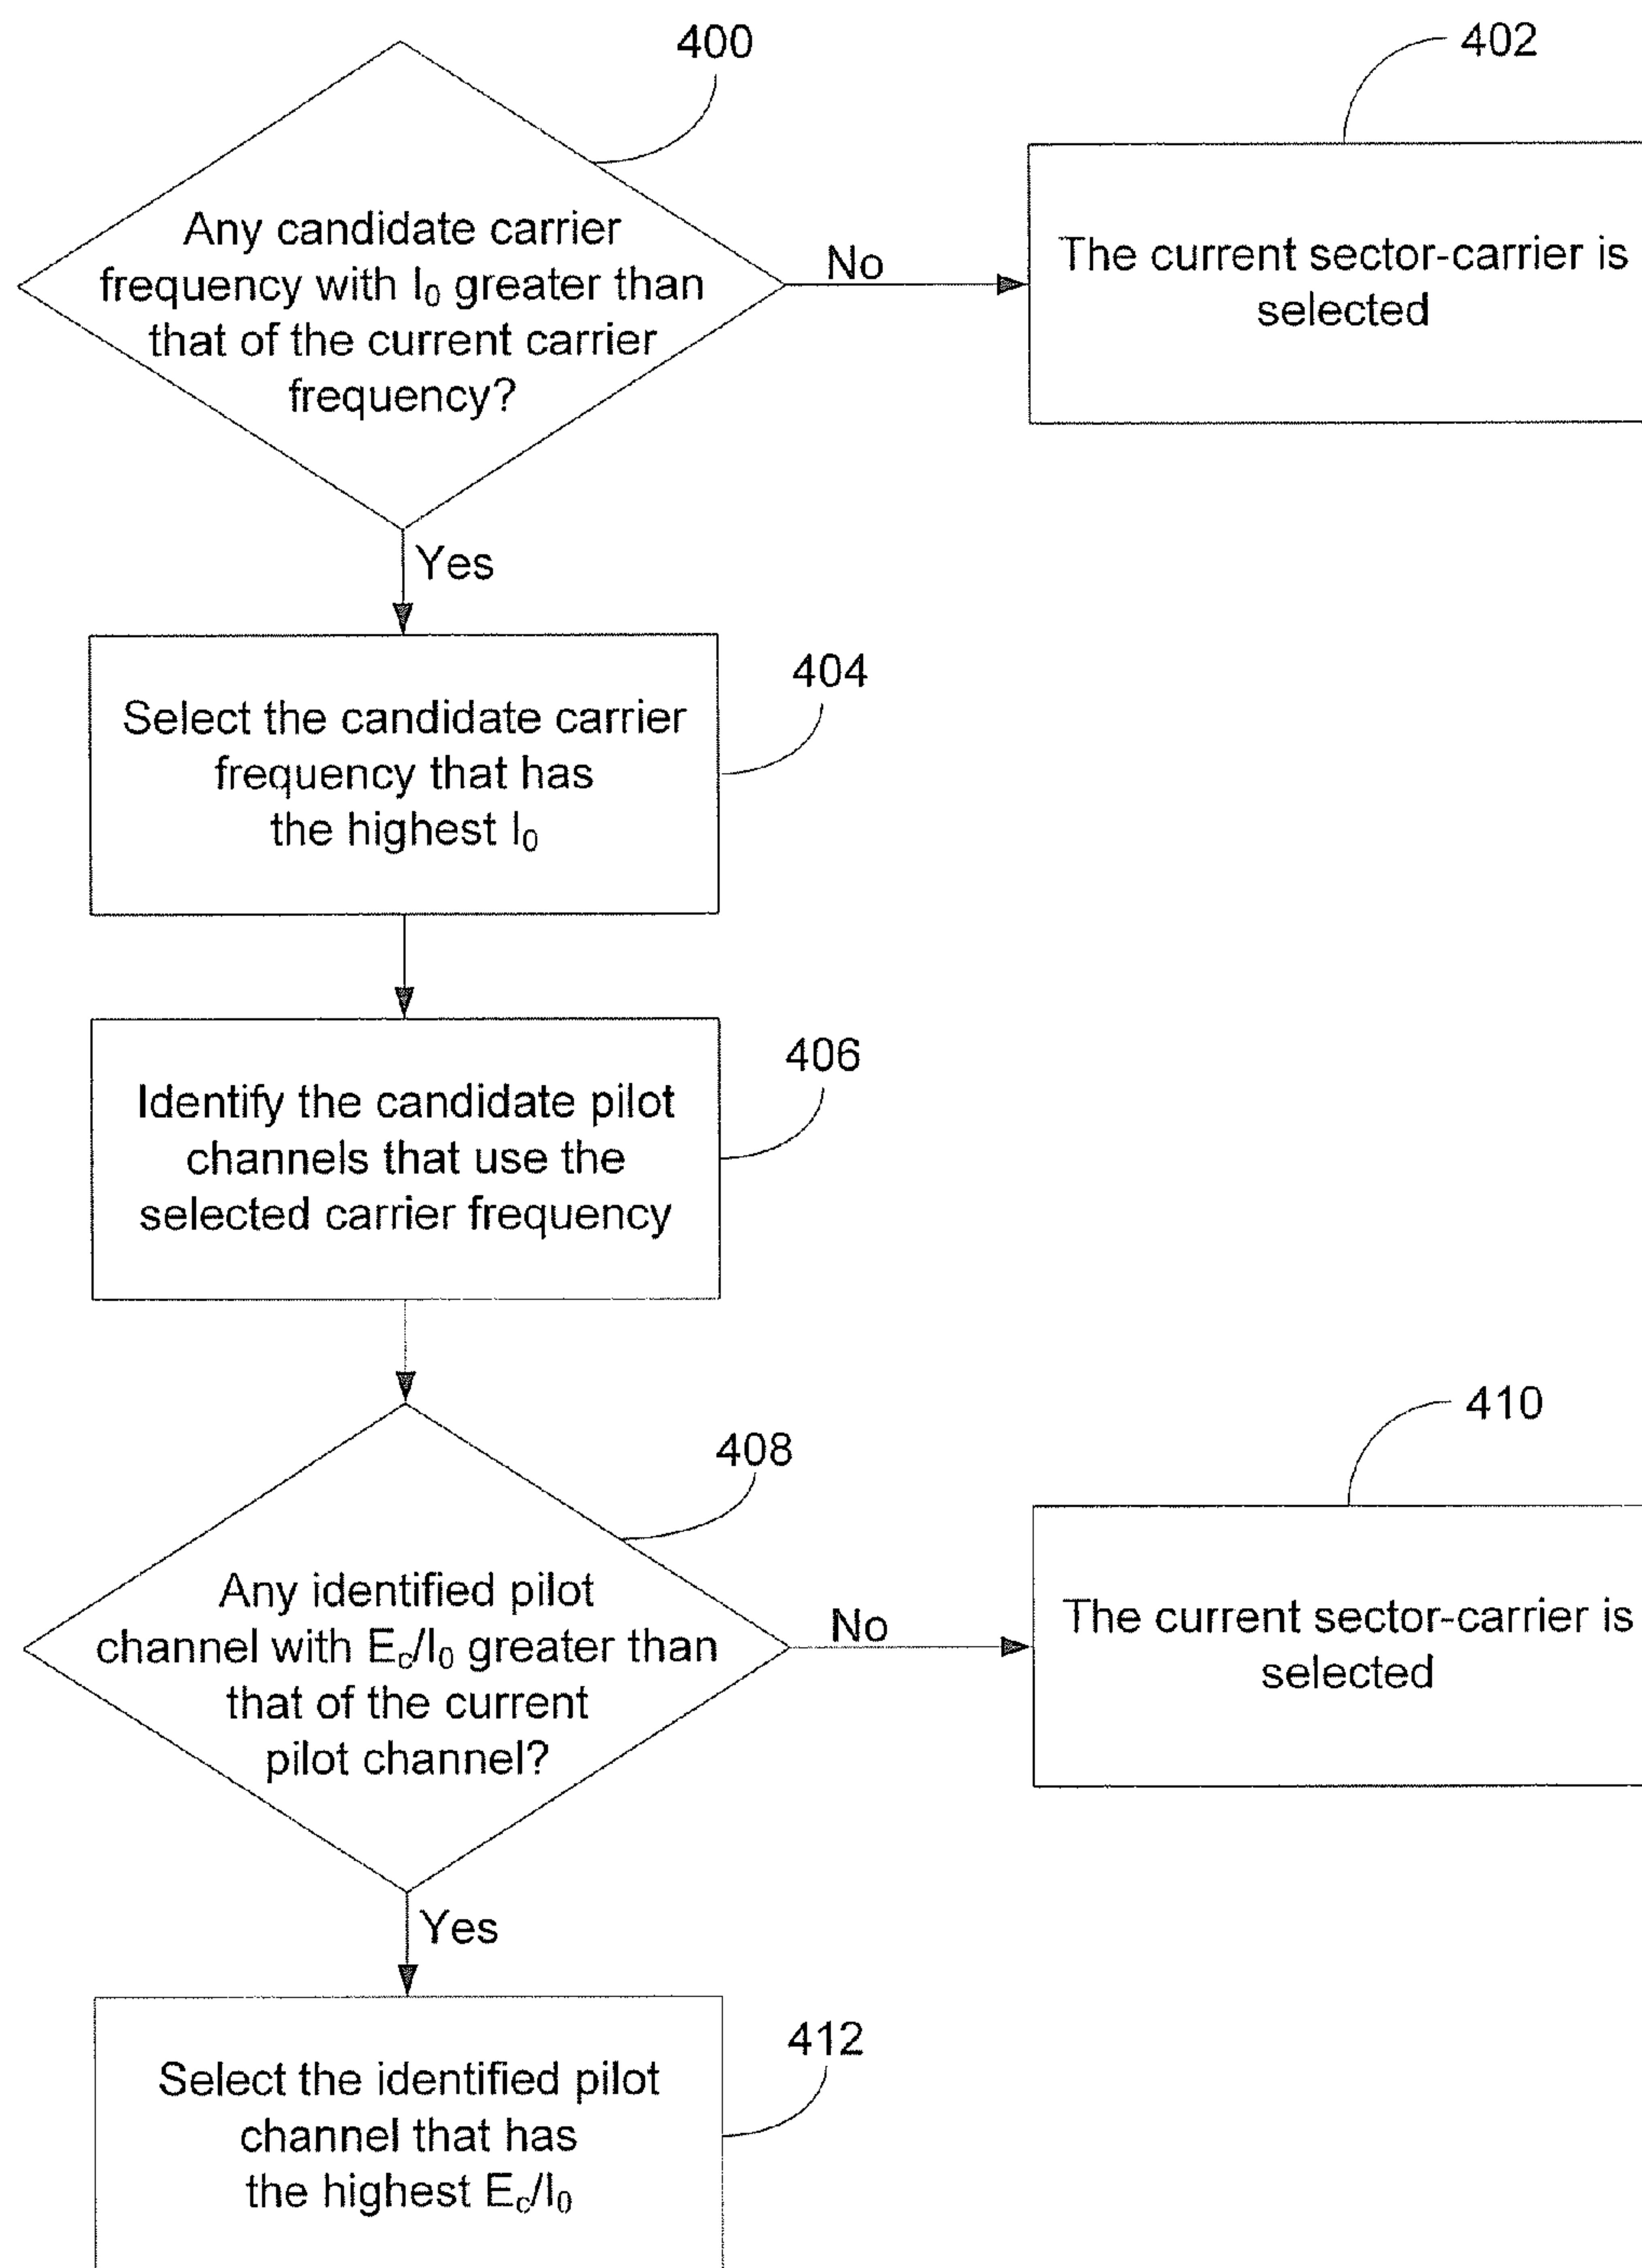 400
402
Any candidate carrier
frequency with I₀ greater than
that of the current carrier
frequency?
No
The current sector-carrier is
selected
Yes
404
Select the candidate carrier
frequency that has
the highest I₀
406
Identify the candidate pilot
channels that use the
selected carrier frequency
408
410
Any identified pilot
channel with E꜀/I₀ greater than
that of the current
pilot channel?
No
The current sector-carrier is
selected
Yes
412
Select the identified pilot
channel that has
the highest E꜀/I₀